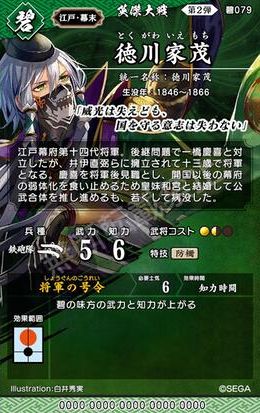 碧
江戸・幕末
英傑大戦
第2弾
碧079
とくがわ いえもち
徳川家茂
統一名称:徳川家茂
生没年:1846~1866
「威光は失えども、
国を守る意志は失わない」
江戸幕府第十四代将軍。後継問題で一橋慶喜と対
立したが、井伊直弼らに擁立されて十三歳で将軍
となる。慶喜を将軍後見職とし、開国以後の幕府
の弱体化を食い止めるため皇妹和宮と結婚して公
武合体を推し進めるも、若くして病没した。
兵種 武力 知力 武将コスト
鉄砲隊 5 6
特技 防柵
しょうぐんのごうれい
将軍の号令
必要士気 6
効果時間 知力時間
碧の味方の武力と知力が上がる
効果範囲
Illustration:白井秀実
©SEGA
0000-0000-0000-0000-0000